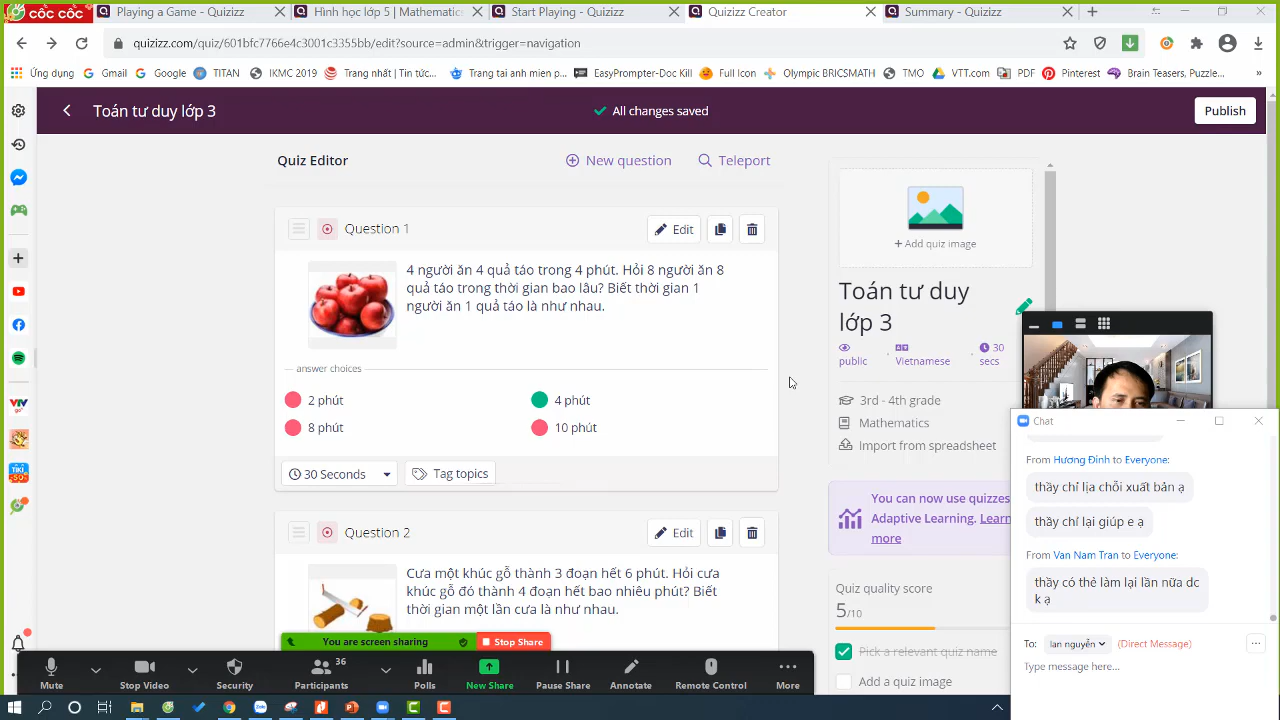 CỐC CỐC
Playing a Game - Quizizz
Hình học lớp 5 | Mathematics
Start Playing - Quizizz
Quizizz Creator
Summary - Quizizz
quizizz.com/quiz/601bfc7766e4c3001c3355bb/edit?source=admin&trigger=navigation
Ứng dụng
Gmail
Google
TITAN
IKMC 2019
Trang nhất | Tin tức...
Trang tai anh mien p...
EasyPrompter-Doc Kill
Full Icon
Olympic BRICSMATH
TMO
VTT.com
PDF
Pinterest
Brain Teasers, Puzzle...
»
Toán tư duy lớp 3
All changes saved
Publish
Quiz Editor
New question
Teleport
Question 1
Edit
4 người ăn 4 quả táo trong 4 phút. Hỏi 8 người ăn 8
quả táo trong thời gian bao lâu? Biết thời gian 1
người ăn 1 quả táo là như nhau.
answer choices
2 phút
4 phút
8 phút
10 phút
30 Seconds
Tag topics
Question 2
Edit
Cưa một khúc gỗ thành 3 đoạn hết 6 phút. Hỏi cưa
khúc gỗ đó thành 4 đoạn hết bao nhiêu phút? Biết
thời gian một lần cưa là như nhau.
+ Add quiz image
Toán tư duy
lớp 3
public
Vietnamese
30
secs
3rd - 4th grade
Mathematics
Import from spreadsheet
You can now use quizzes
Adaptive Learning. Learn
more
Quiz quality score
5/10
Pick a relevant quiz name
Add a quiz image
Chat
From Hương Đinh to Everyone:
thầy chỉ lịa chỗi xuất bản ạ
thầy chỉ lại giúp e ạ
From Van Nam Tran to Everyone:
thầy có thể làm lại lần nữa dc
k ạ
To: lan nguyễn (Direct Message)
Type message here...
You are screen sharing
Stop Share
Mute
Stop Video
Security
36
Participants
Polls
New Share
Pause Share
Annotate
Remote Control
More